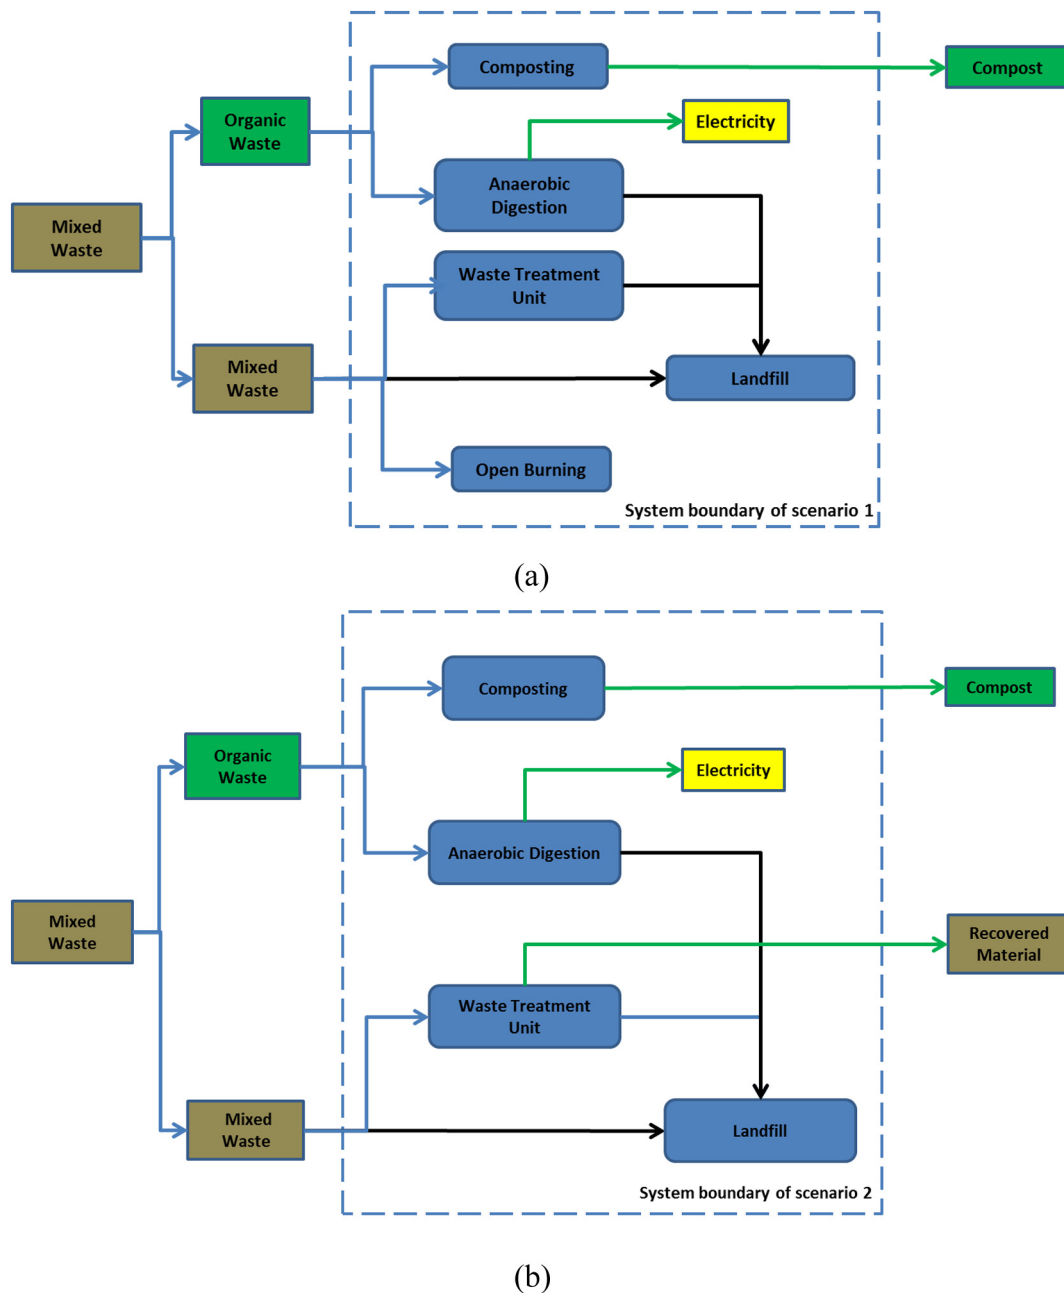 Composting
Compost
Organic
Waste
Electricity
Anaerobic
Digestion
Mixed
Waste
Waste Treatment
Unit
Mixed
Waste
Landfill
Open Burning
System boundary of scenario 1
(a)
Composting
Compost
Organic
Waste
Electricity
Anaerobic Digestion
Mixed
Waste
Recovered
Material
Waste Treatment
Unit
Mixed
Waste
Landfill
System boundary of scenario 2
(b)